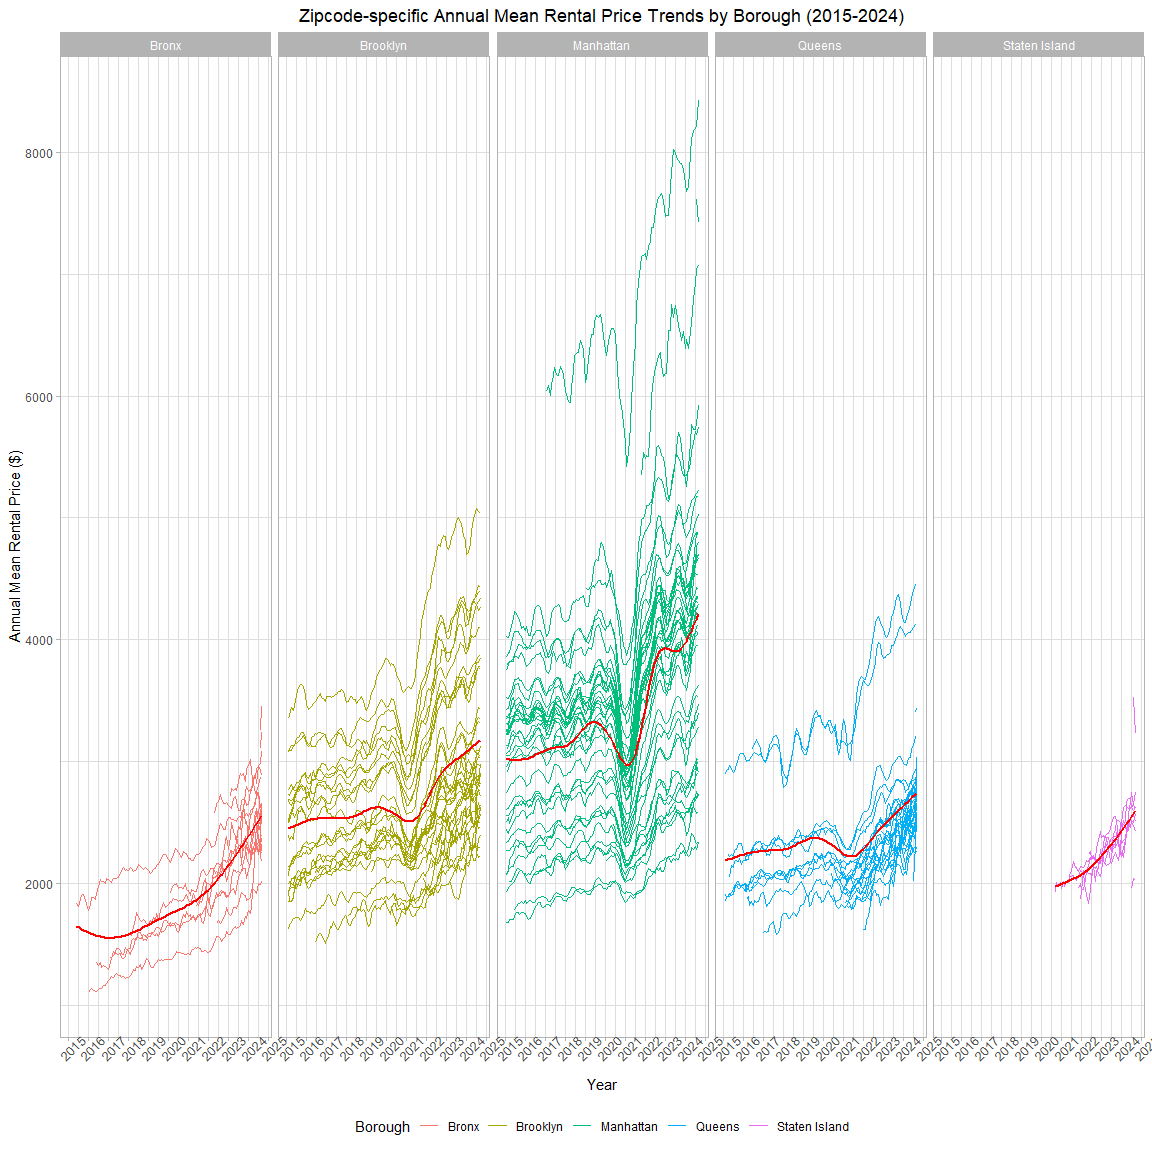 Zipcode-specific Annual Mean Rental Price Trends by Borough (2015-2024)
Bronx Brooklyn Manhattan Queens Staten Island
8000
6000
4000
2000
Annual Mean Rental Price ($)
2015 2016 2017 2018 2019 2020 2021 2022 2023 2024 2025 2015 2016 2017 2018 2019 2020 2021 2022 2023 2024 2025 2015 2016 2017 2018 2019 2020 2021 2022 2023 2024 2025 2015 2016 2017 2018 2019 2020 2021 2022 2023 2024 2025 2015 2016 2017 2018 2019 2020 2021 2022 2023 2024
Year
Borough Bronx Brooklyn Manhattan Queens Staten Island